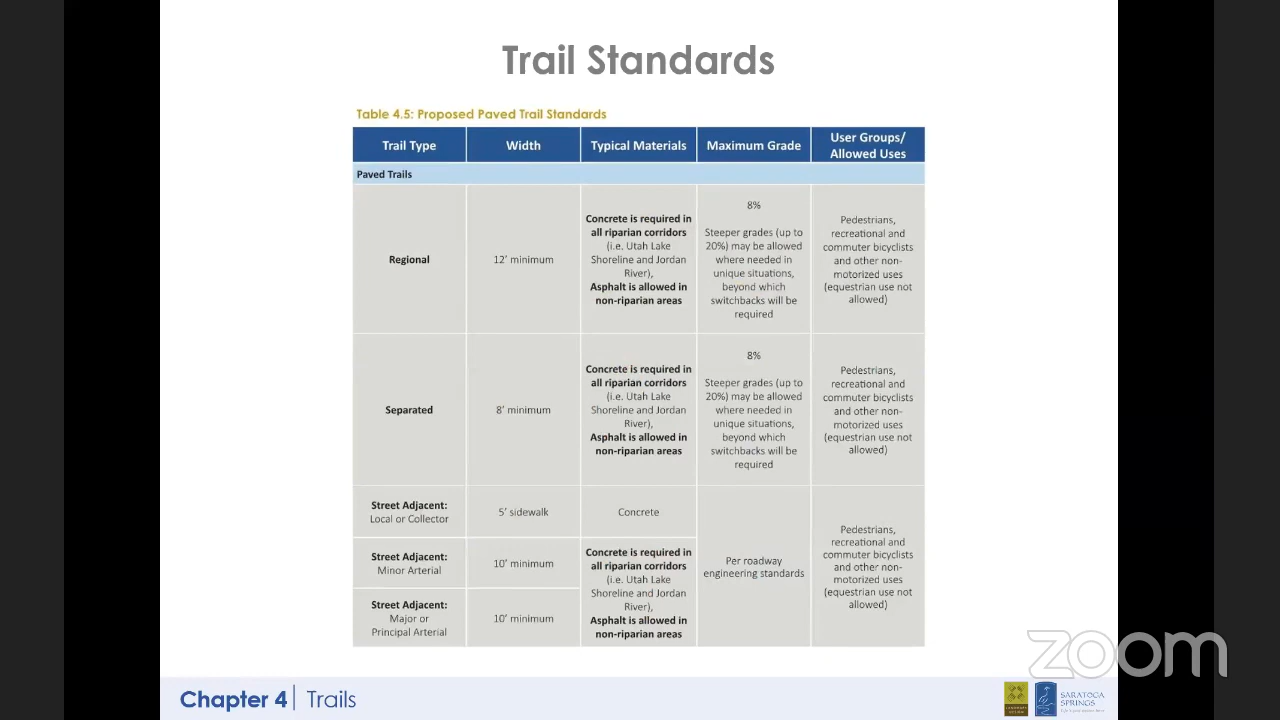 Trail Standards
Table 4.5: Proposed Paved Trail Standards
Trail Type
Width
Typical Materials
Maximum Grade
User Groups/
Allowed Uses
Paved Trails
Regional
12’ minimum
Concrete is required in
all riparian corridors
(i.e. Utah Lake
Shoreline and Jordan
River),
Asphalt is allowed in
non-riparian areas
8%
Steeper grades (up to
20%) may be allowed
where needed in
unique situations,
beyond which
switchbacks will be
required
Pedestrians,
recreational and
commuter bicyclists
and other non-
motorized uses
(equestrian use not
allowed)
Separated
8’ minimum
Concrete is required in
all riparian corridors
(i.e. Utah Lake
Shoreline and Jordan
River),
Asphalt is allowed in
non-riparian areas
8%
Steeper grades (up to
20%) may be allowed
where needed in
unique situations,
beyond which
switchbacks will be
required
Pedestrians,
recreational and
commuter bicyclists
and other non-
motorized uses
(equestrian use not
allowed)
Street Adjacent:
Local or Collector
5’ sidewalk
Concrete
Street Adjacent:
Minor Arterial
10’ minimum
Concrete is required in
all riparian corridors
(i.e. Utah Lake
Shoreline and Jordan
River),
Asphalt is allowed in
non-riparian areas
Street Adjacent:
Major or
Principal Arterial
10’ minimum
Per roadway
engineering standards
Pedestrians,
recreational and
commuter bicyclists
and other non-
motorized uses
(equestrian use not
allowed)
zoom
Chapter 4 | Trails
SARATOGA
SPRINGS